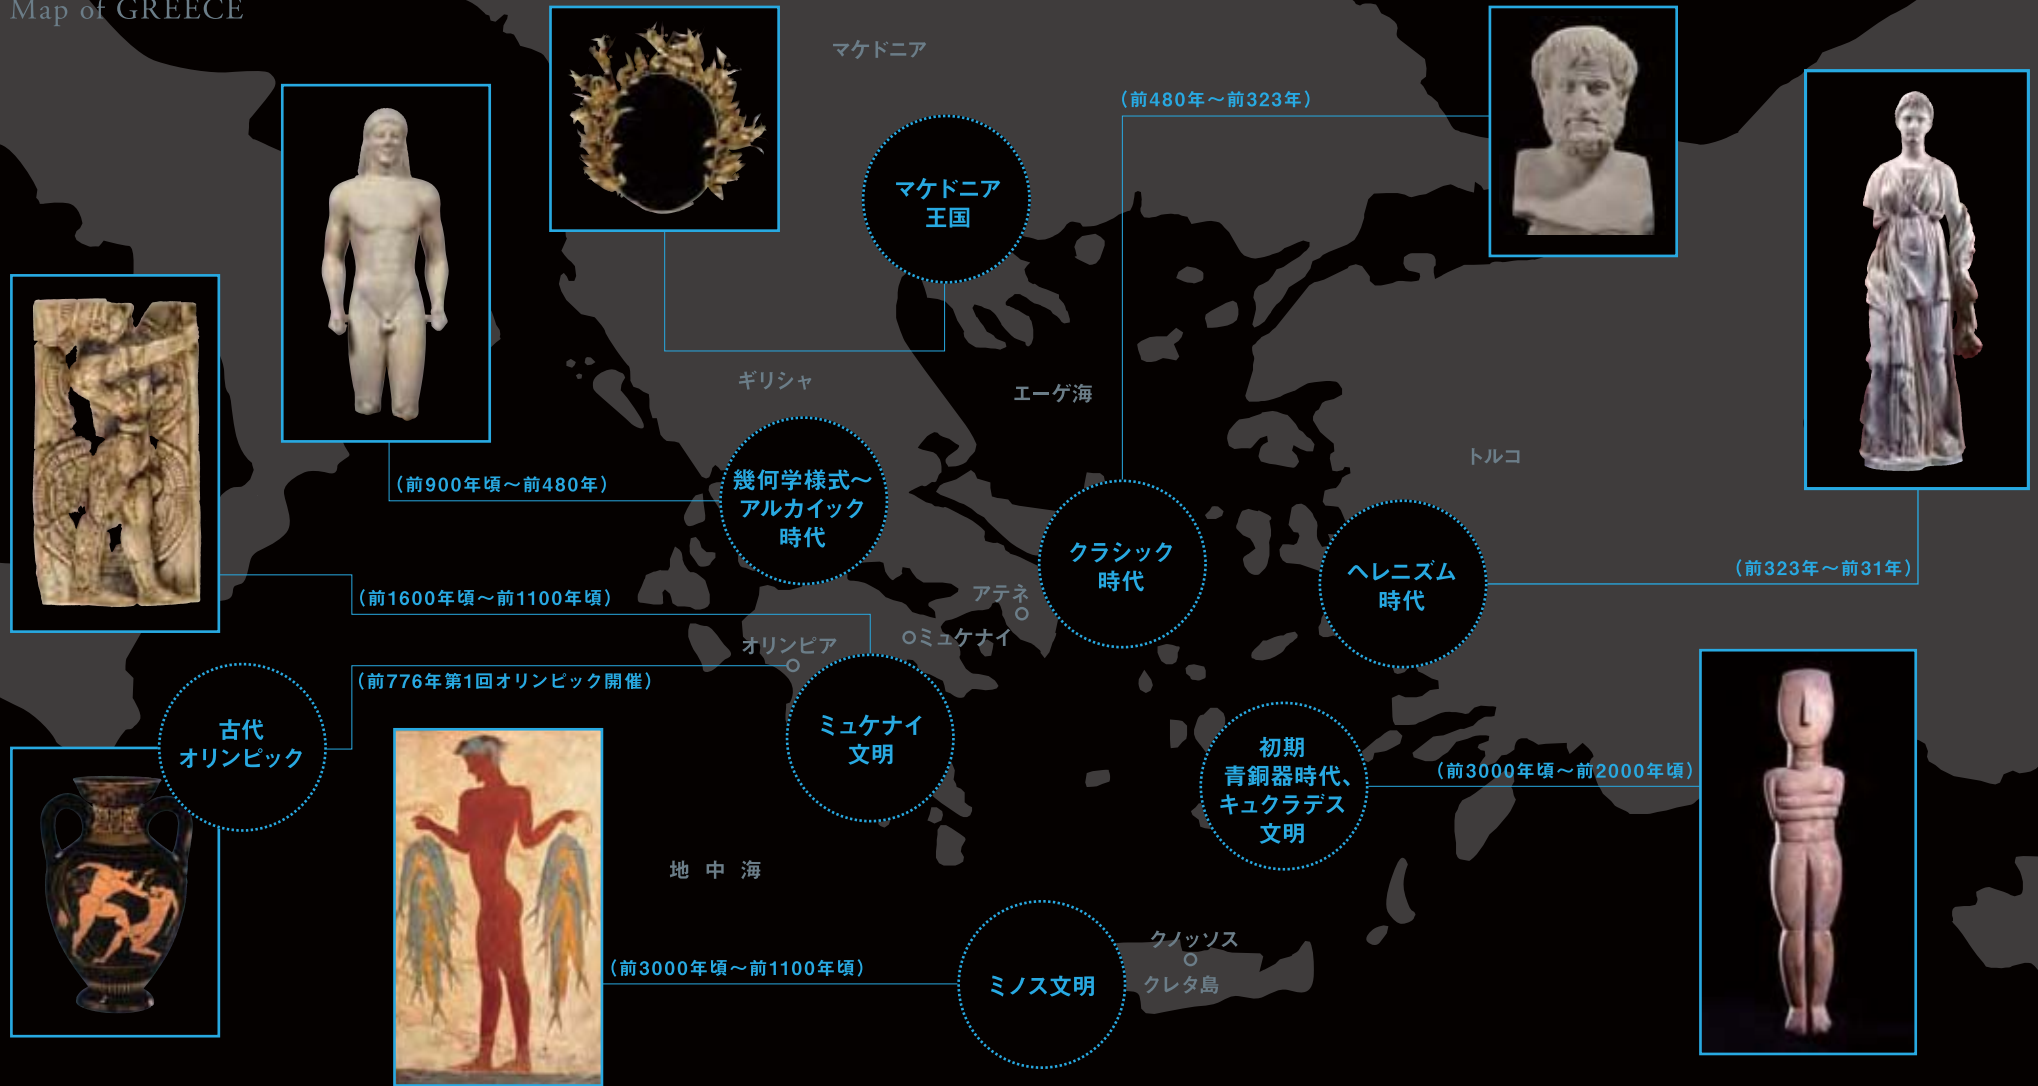 Map of GREECE
マケドニア
(前480年〜前323年)
マケドニア
王国
ギリシャ
エーゲ海
トルコ
(前900年頃〜前480年)
幾何学様式〜
アルカイック
時代
クラシック
時代
ヘレニズム
時代
(前323年〜前31年)
(前1600年頃〜前1100年頃)
アテネ
ミュケナイ
オリンピア
(前776年第1回オリンピック開催)
古代
オリンピック
ミュケナイ
文明
初期
青銅器時代、
キュクラデス
文明
(前3000年頃〜前2000年頃)
地中海
(前3000年頃〜前1100年頃)
ミノス文明
クノッソス
クレタ島